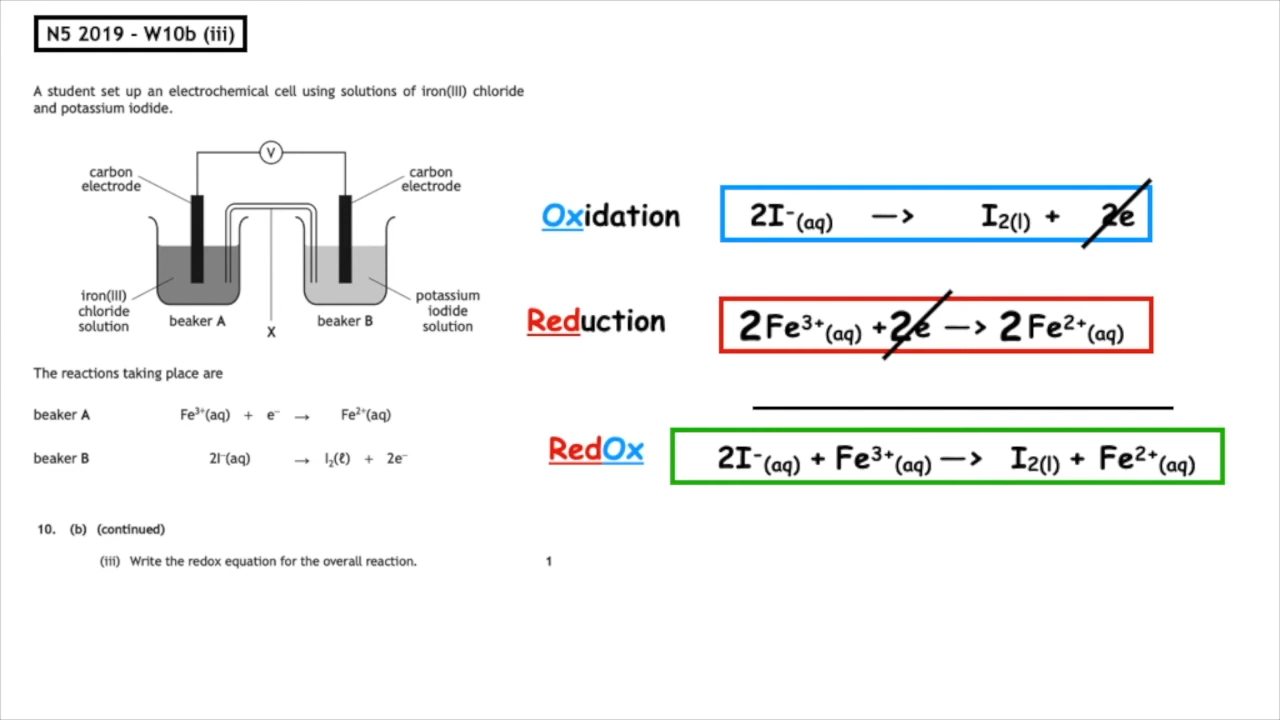 N5 2019 - W10b (iii)
A student set up an electrochemical cell using solutions of iron(III) chloride
and potassium iodide.
V
carbon
electrode
carbon
electrode
iron(III)
chloride
solution
beaker A
X
beaker B
potassium
iodide
solution
The reactions taking place are
beaker A Fe³⁺(aq) + e⁻ → Fe²⁺(aq)
beaker B 2I⁻(aq) → I₂(ℓ) + 2e⁻
10. (b) (continued)
(iii) Write the redox equation for the overall reaction. 1
Oxidation 2I⁻(aq) —> I₂(l) + 2e
Reduction 2Fe³⁺(aq) + 2e —> 2Fe²⁺(aq)
RedOx 2I⁻(aq) + Fe³⁺(aq) —> I₂(l) + Fe²⁺(aq)